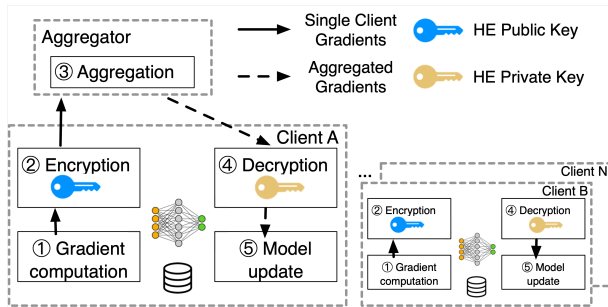 Aggregator
③ Aggregation
Single Client
Gradients
HE Public Key
Aggregated
Gradients
HE Private Key
Client A
② Encryption
④ Decryption
① Gradient
computation
⑤ Model
update
...
Client N
Client B
② Encryption
④ Decryption
① Gradient
computation
⑤ Model
update